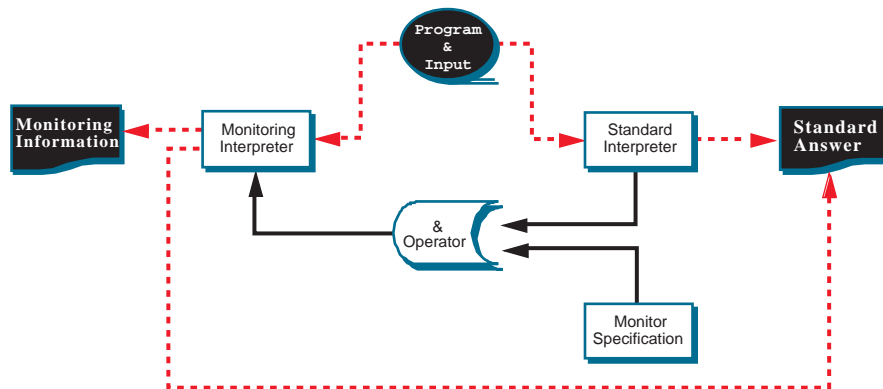 Program
&
Input
Monitoring
Information
Monitoring
Interpreter
Standard
Interpreter
Standard
Answer
&
Operator
Monitor
Specification